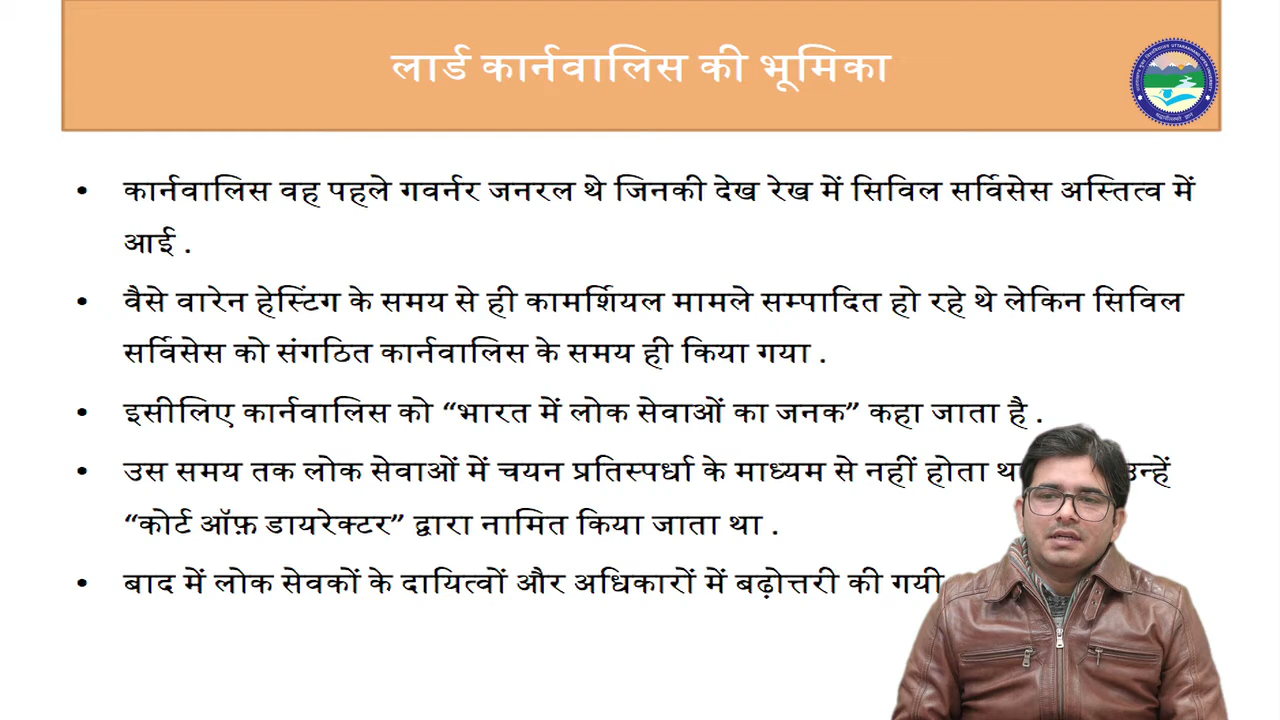 लार्ड कार्नवालिस की भूमिका
• कार्नवालिस वह पहले गवर्नर जनरल थे जिनकी देख रेख में सिविल सर्विसेस अस्तित्व में
आई .
• वैसे वारेन हेस्टिंग के समय से ही कामर्शियल मामले सम्पादित हो रहे थे लेकिन सिविल
सर्विसेस को संगठित कार्नवालिस के समय ही किया गया .
• इसीलिए कार्नवालिस को “भारत में लोक सेवाओं का जनक” कहा जाता है .
• उस समय तक लोक सेवाओं में चयन प्रतिस्पर्धा के माध्यम से नहीं होता उन्हें
“कोर्ट ऑफ़ डायरेक्टर” द्वारा नामित किया जाता था .
• बाद में लोक सेवकों के दायित्वों और अधिकारों में बढ़ोत्तरी की गयी